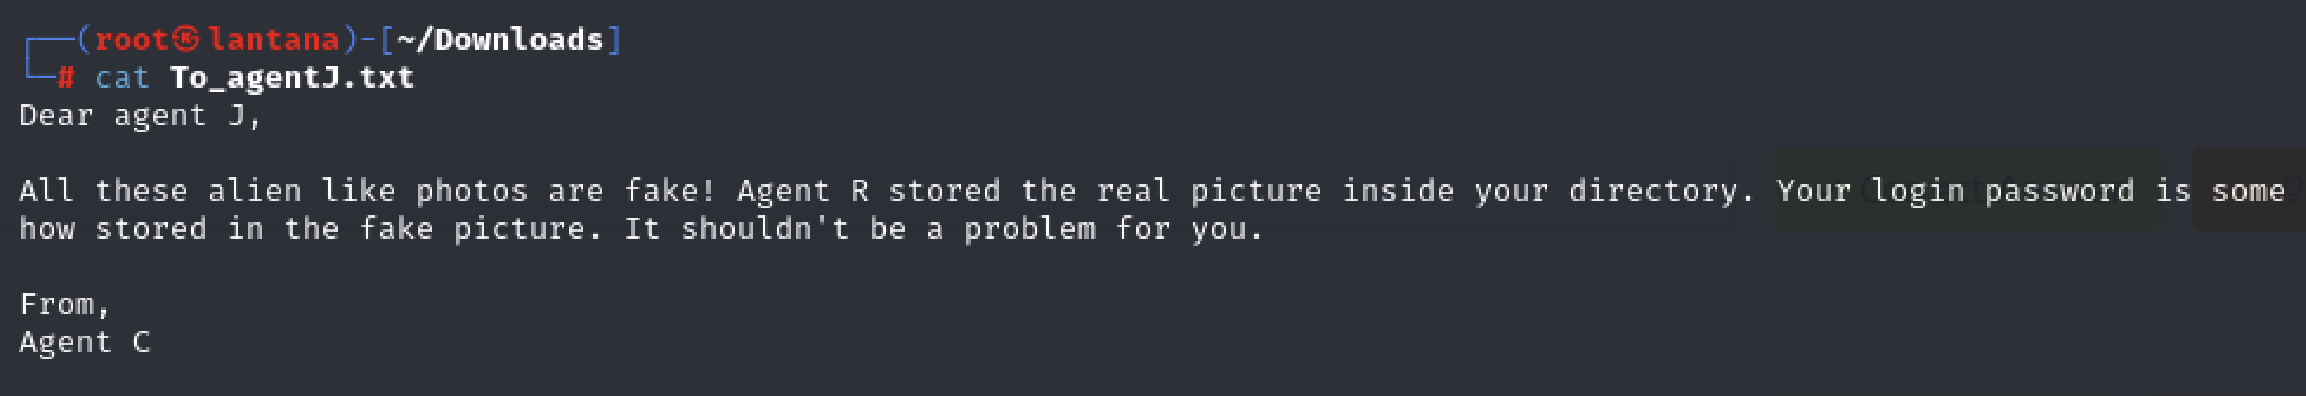 ┌──(root㉿lantana)-[~/Downloads]
└─# cat To_agentJ.txt
Dear agent J,
All these alien like photos are fake! Agent R stored the real picture inside your directory. Your login password is some
how stored in the fake picture. It shouldn't be a problem for you.
From,
Agent C